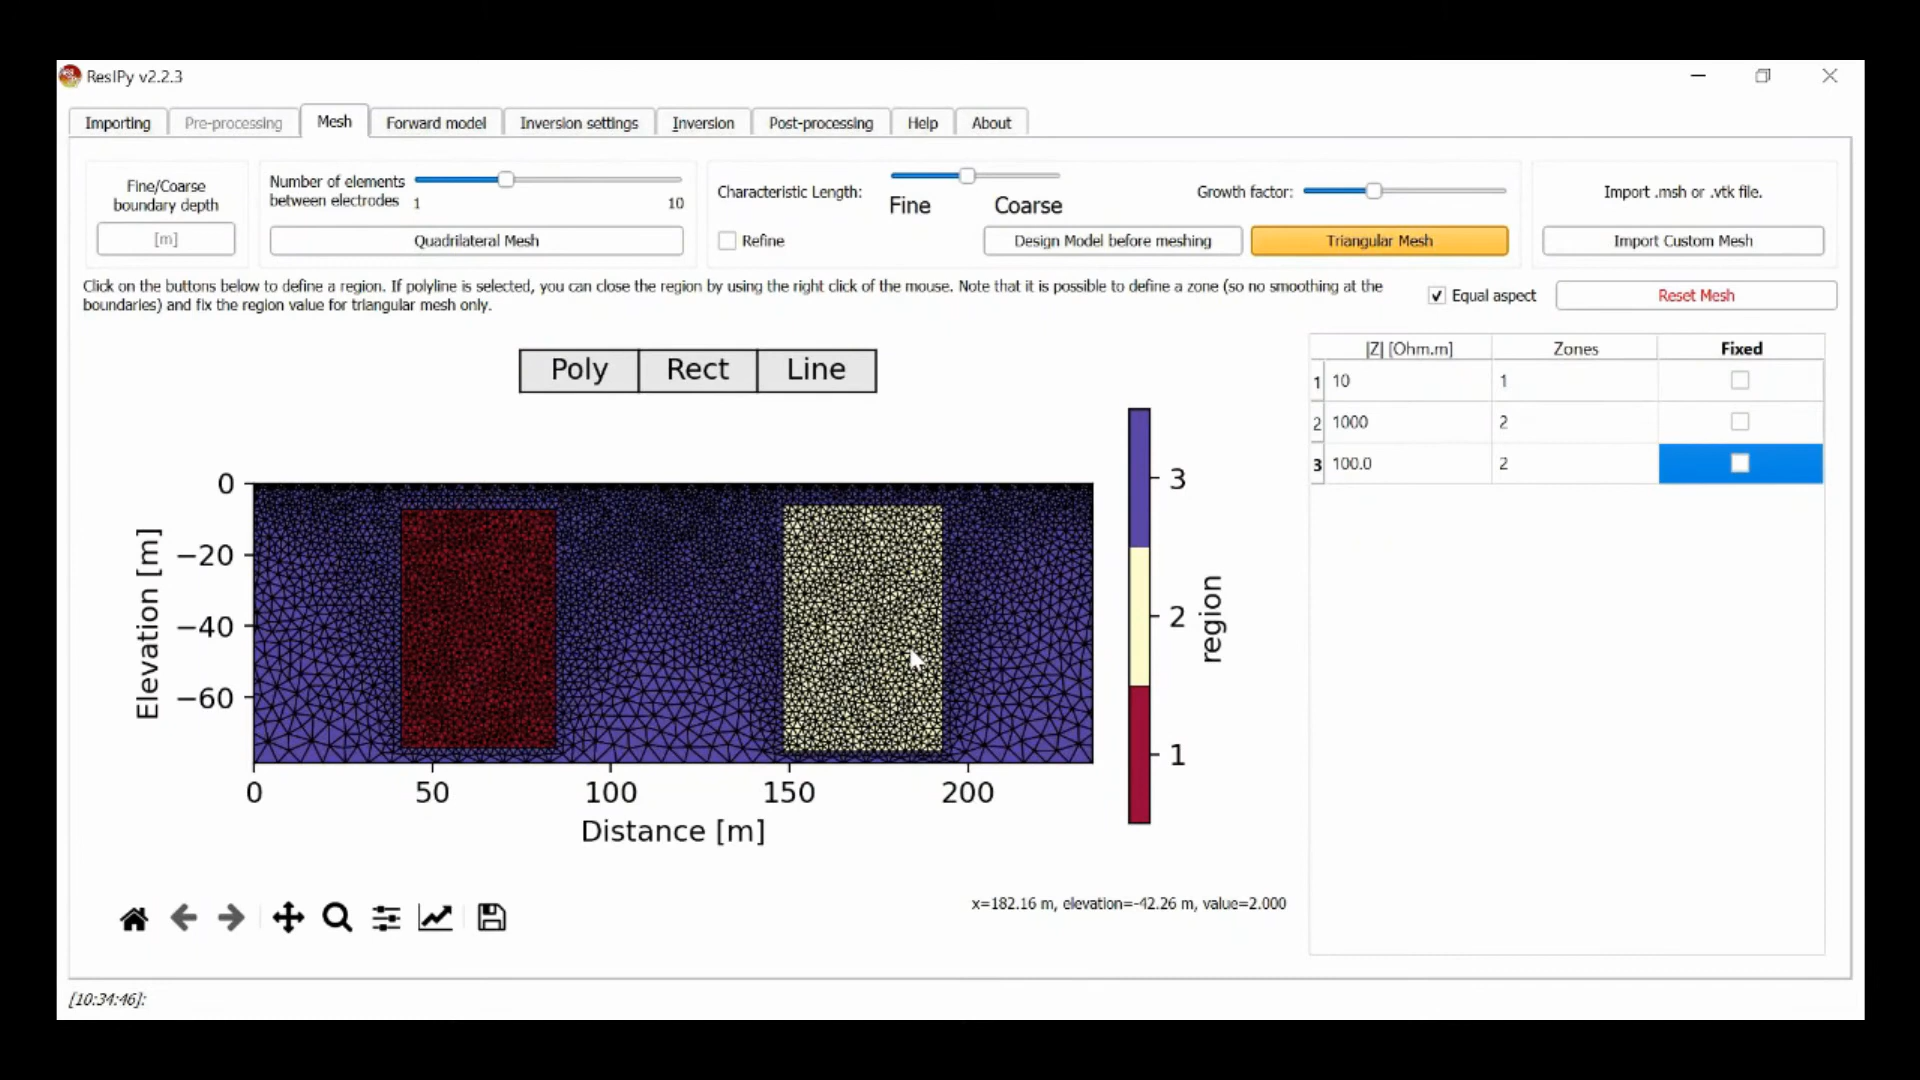 ResIPy v2.2.3
Importing
Pre-processing
Mesh
Forward model
Inversion settings
Inversion
Post-processing
Help
About
Fine/Coarse
boundary depth
[m]
Number of elements
between electrodes
1
10
Quadrilateral Mesh
Characteristic Length:
Fine
Coarse
Growth factor:
Refine
Design Model before meshing
Triangular Mesh
Import .msh or .vtk file.
Import Custom Mesh
Click on the buttons below to define a region. If polyline is selected, you can close the region by using the right click of the mouse. Note that it is possible to define a zone (so no smoothing at the
boundaries) and fix the region value for triangular mesh only.
Equal aspect
Reset Mesh
Poly
Rect
Line
|Z| [Ohm.m]
Zones
Fixed
1 10 1
2 1000 2
3 100.0 2
0
−20
−40
−60
Elevation [m]
0
50
100
150
200
Distance [m]
3
2
1
region
x=182.16 m, elevation=-42.26 m, value=2.000
[10:34:46]: